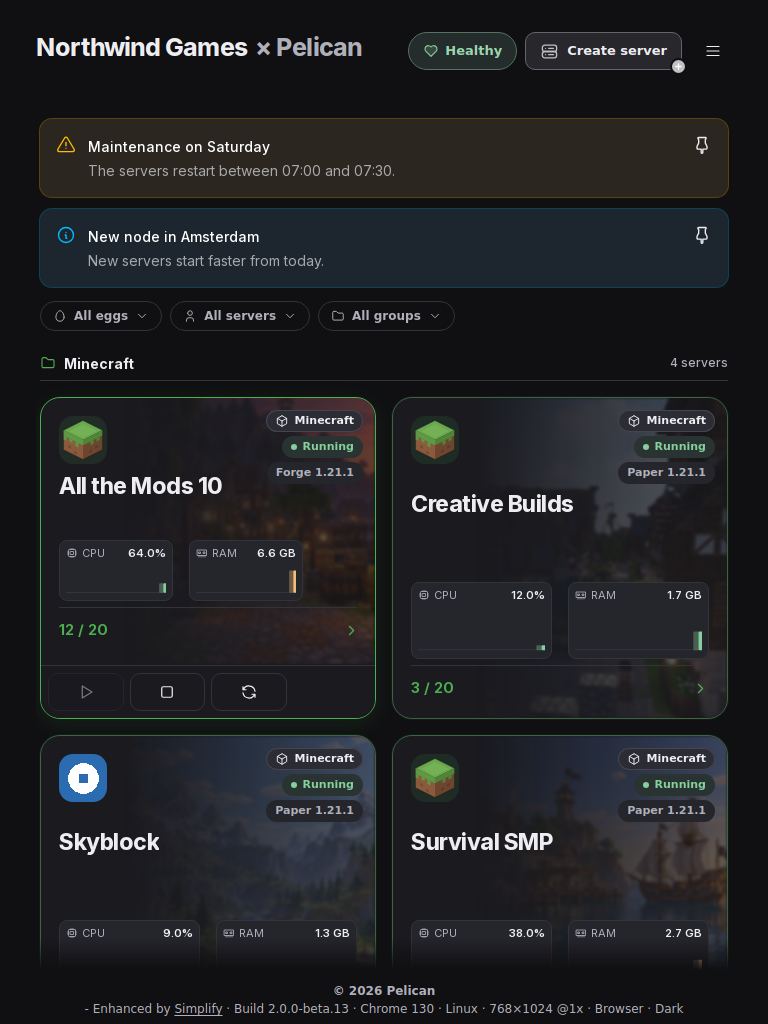 Northwind Games × Pelican
Healthy
Create server
Maintenance on Saturday
The servers restart between 07:00 and 07:30.
New node in Amsterdam
New servers start faster from today.
All eggs
All servers
All groups
Minecraft
4 servers
Minecraft
Running
Forge 1.21.1
All the Mods 10
CPU 64.0%
RAM 6.6 GB
12 / 20
Minecraft
Running
Paper 1.21.1
Creative Builds
CPU 12.0%
RAM 1.7 GB
3 / 20
Minecraft
Running
Paper 1.21.1
Skyblock
CPU 9.0%
RAM 1.3 GB
Minecraft
Running
Paper 1.21.1
Survival SMP
CPU 38.0%
RAM 2.7 GB
© 2026 Pelican
- Enhanced by Simplify · Build 2.0.0-beta.13 · Chrome 130 · Linux · 768×1024 @1x · Browser · Dark